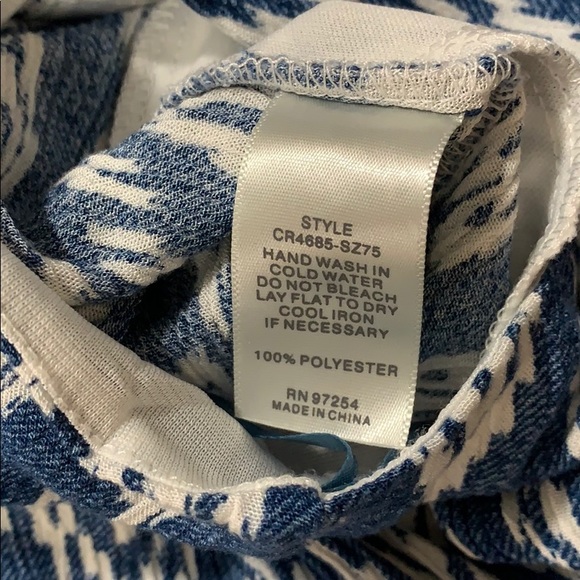 STYLE
CR4685-SZ75
HAND WASH IN
COLD WATER
DO NOT BLEACH
LAY FLAT TO DRY
COOL IRON
IF NECESSARY
100% POLYESTER
RN 97254
MADE IN CHINA